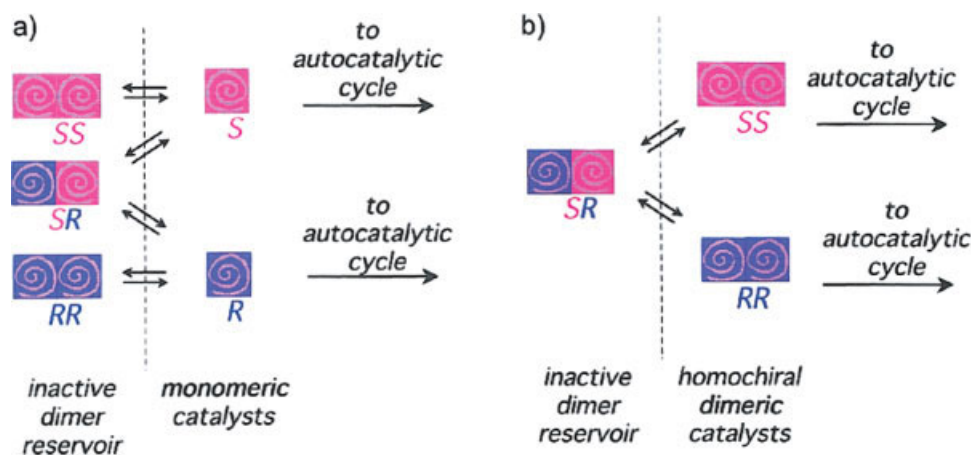 a)
to
autocatalytic
cycle
SS
S
SR
to
autocatalytic
cycle
RR
R
inactive
dimer
reservoir
monomeric
catalysts
b)
to
autocatalytic
cycle
SS
SR
to
autocatalytic
cycle
RR
inactive
dimer
reservoir
homochiral
dimeric
catalysts